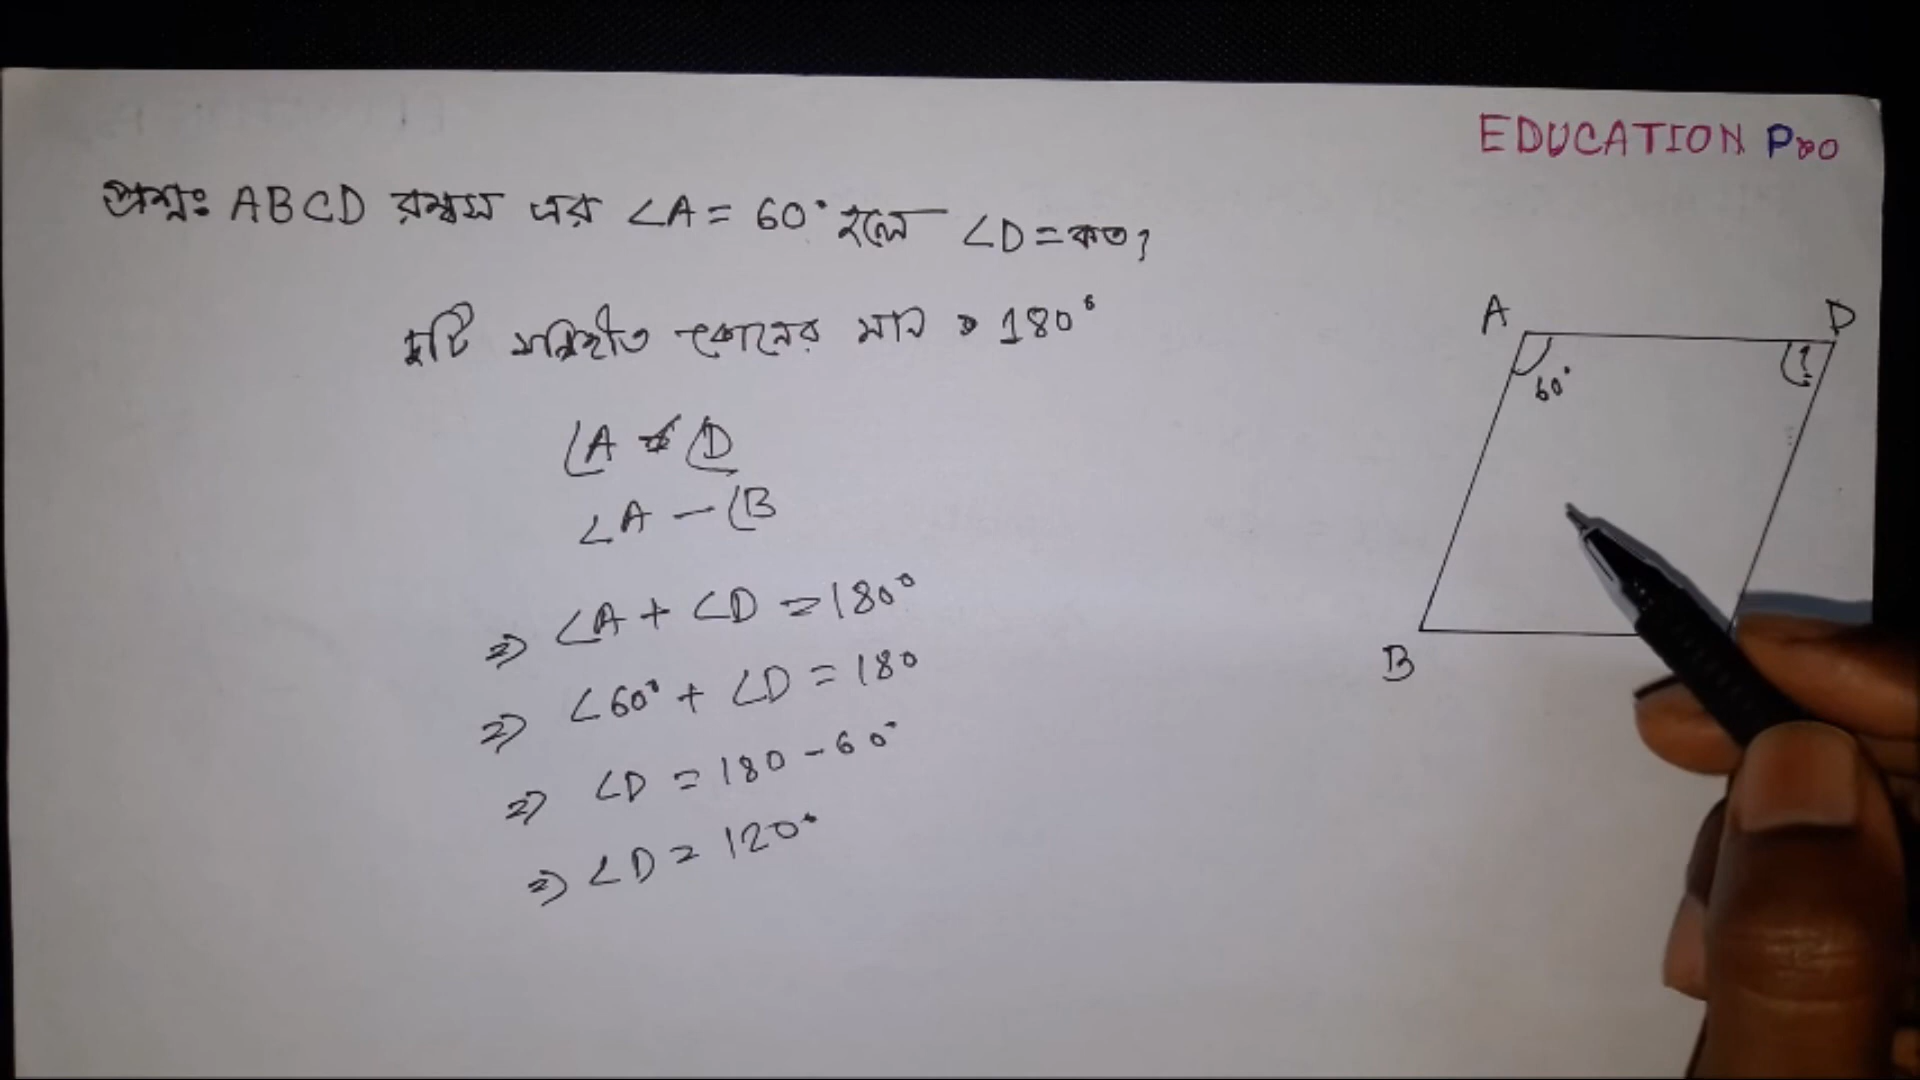 EDUCATION Pro
প্রশ্নঃ ABCD রম্বস এর ∠A = 60° হলে ∠D = কত?
দুটি সন্নিহীত কোনের মান = 180°
∠A ∠D
∠A — ∠B
⇒ ∠A + ∠D = 180°
⇒ ∠60° + ∠D = 180
⇒ ∠D = 180 - 60°
⇒ ∠D = 120°
A
D
60°
?
B